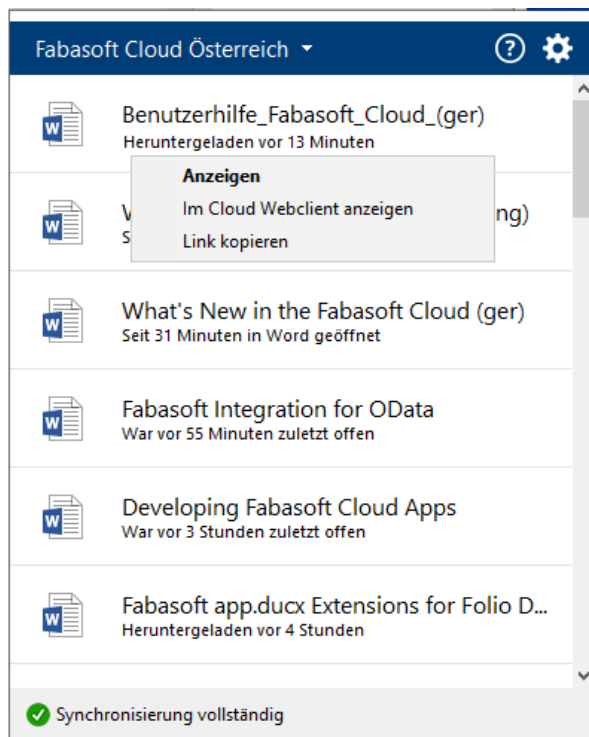 Fabasoft Cloud Österreich
Benutzerhilfe_Fabasoft_Cloud_(ger)
Heruntergeladen vor 13 Minuten
Anzeigen
Im Cloud Webclient anzeigen
Link kopieren
What's New in the Fabasoft Cloud (ger)
Seit 31 Minuten in Word geöffnet
Fabasoft Integration for OData
War vor 55 Minuten zuletzt offen
Developing Fabasoft Cloud Apps
War vor 3 Stunden zuletzt offen
Fabasoft app.ducx Extensions for Folio D...
Heruntergeladen vor 4 Stunden
Synchronisierung vollständig